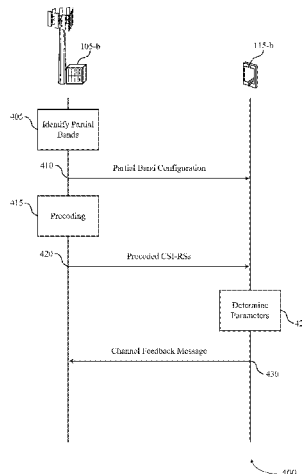 105-b
115-b
405
Identify Partial
Bands
410
Partial Band Configuration
415
Precoding
420
Precoded CSI-RSs
Determine
Parameters
Channel Feedback Message
430
400